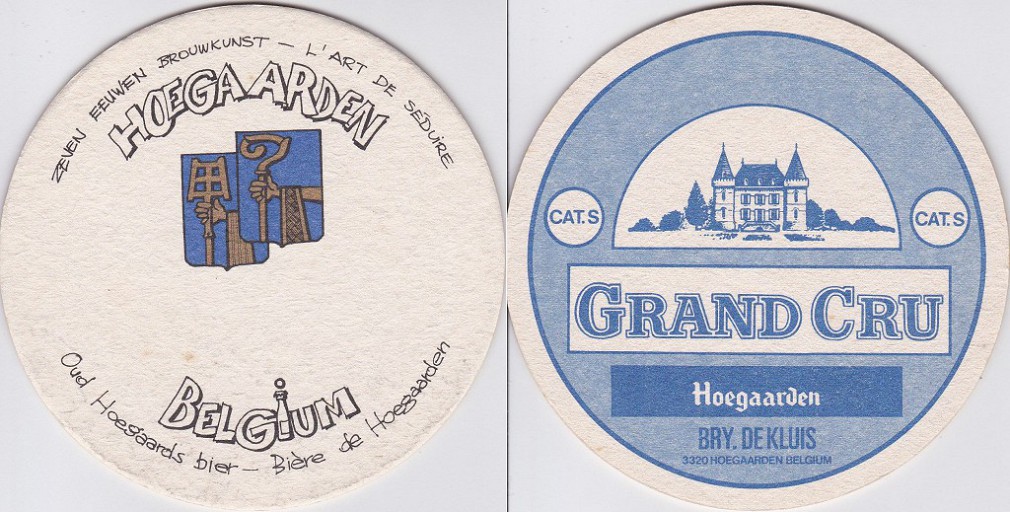 ZEVEN EEUWEN BROUWKUNST – L'ART DE SÉDUIRE
HOEGAARDEN
BELGIUM
Oud Hoegaards bier – Bière de Hoegaarden
CAT.S
CAT.S
GRAND CRU
Hoegaarden
BRY. DE KLUIS
3320 HOEGAARDEN BELGIUM